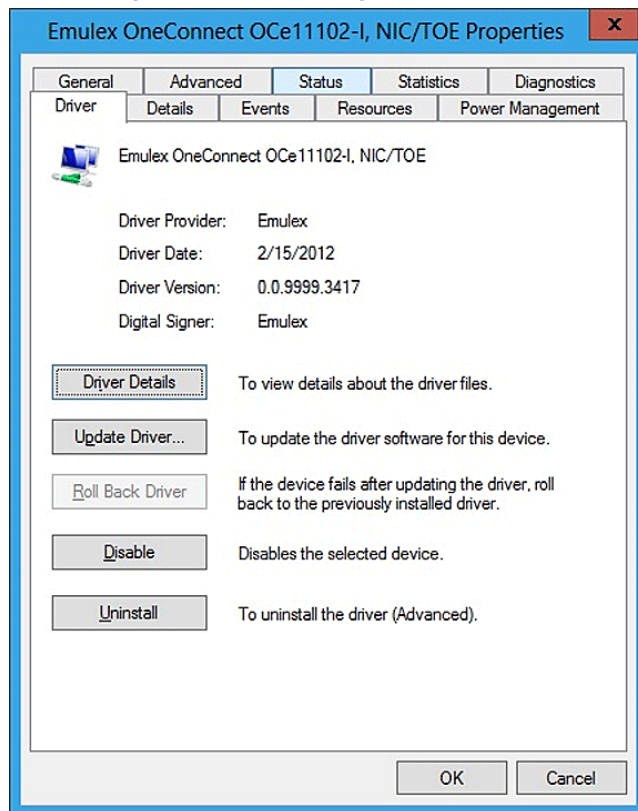 Emulex OneConnect OCe11102-I, NIC/TOE Properties X
General Advanced Status Statistics Diagnostics
Driver Details Events Resources Power Management
Emulex OneConnect OCe11102-I, NIC/TOE
Driver Provider: Emulex
Driver Date: 2/15/2012
Driver Version: 0.0.9999.3417
Digital Signer: Emulex
Driver Details To view details about the driver files.
Update Driver... To update the driver software for this device.
Roll Back Driver If the device fails after updating the driver, roll
back to the previously installed driver.
Disable Disables the selected device.
Uninstall To uninstall the driver (Advanced).
OK Cancel